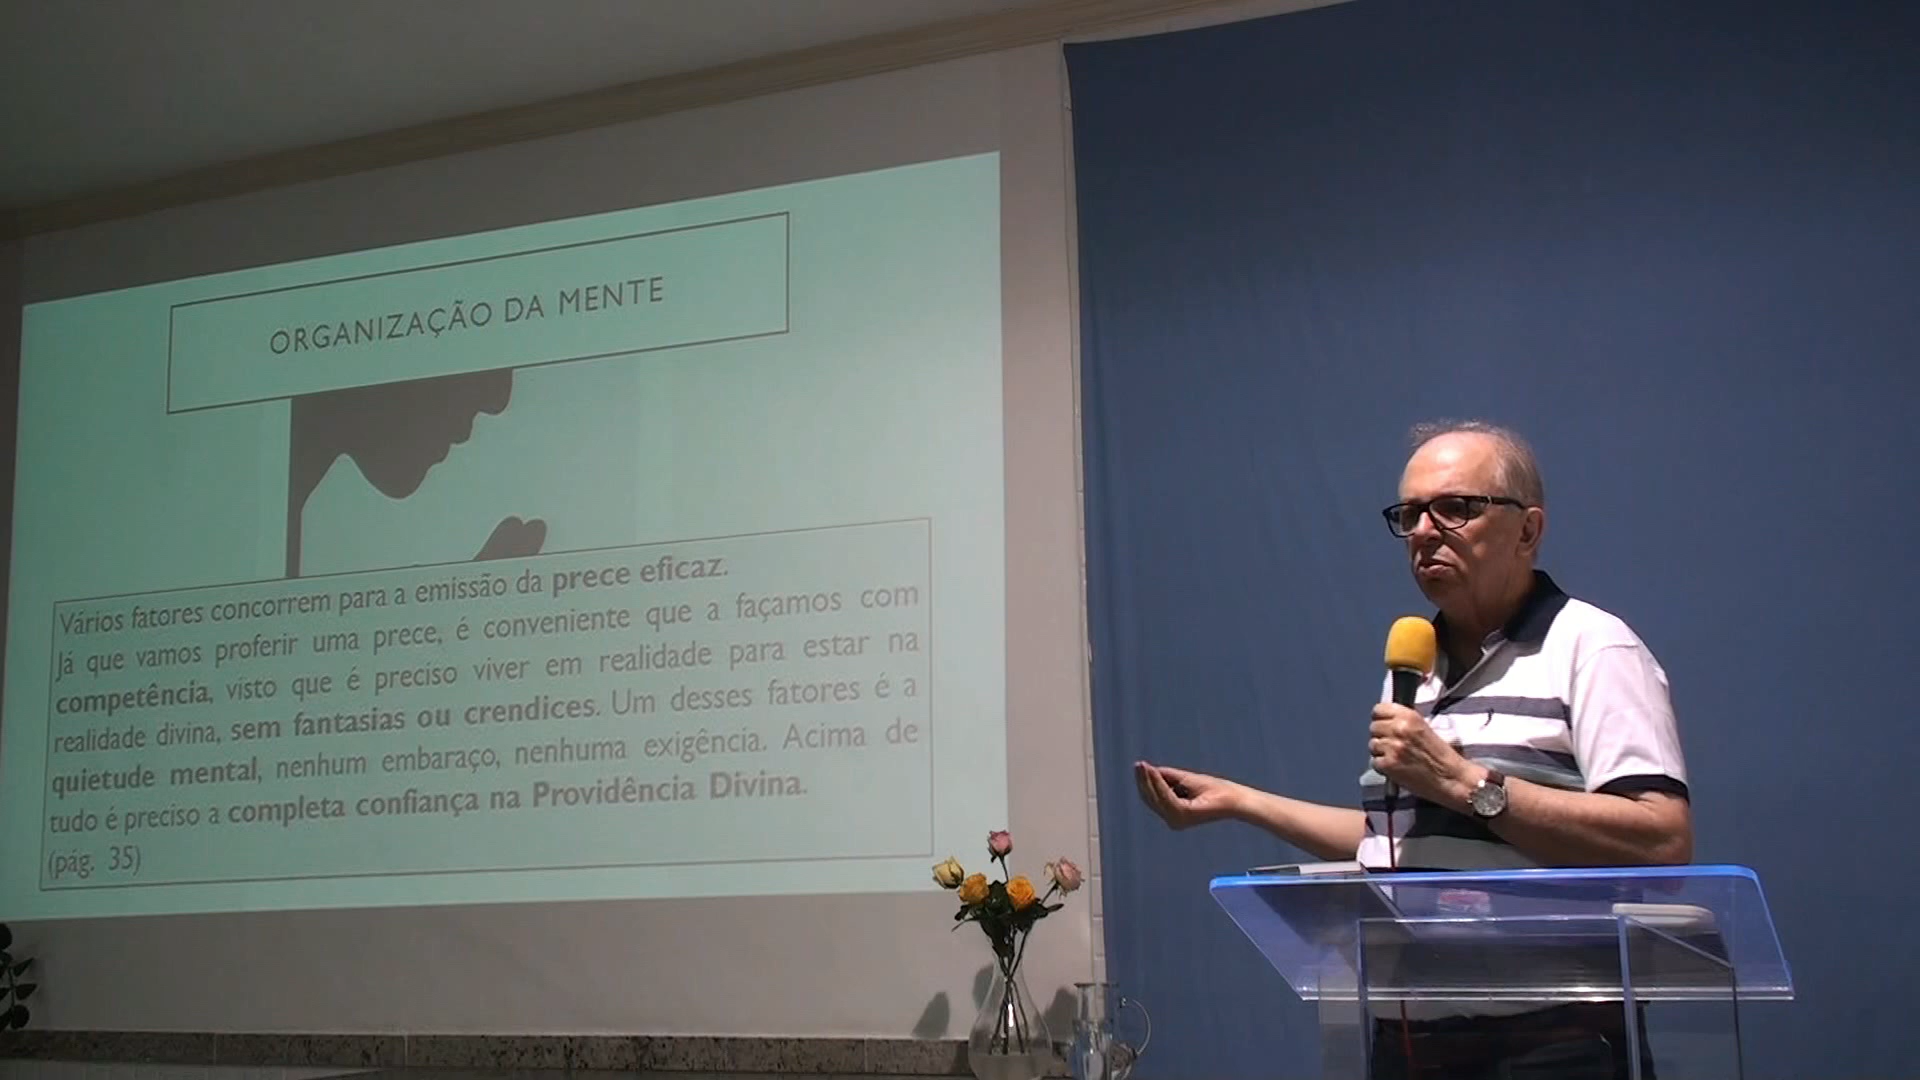 ORGANIZAÇÃO DA MENTE
Vários fatores concorrem para a emissão da prece eficaz.
Já que vamos proferir uma prece, é conveniente que a façamos com
competência, visto que é preciso viver em realidade para estar na
realidade divina, sem fantasias ou crendices. Um desses fatores é a
quietude mental, nenhum embaraço, nenhuma exigência. Acima de
tudo é preciso a completa confiança na Providência Divina.
(pág. 35)